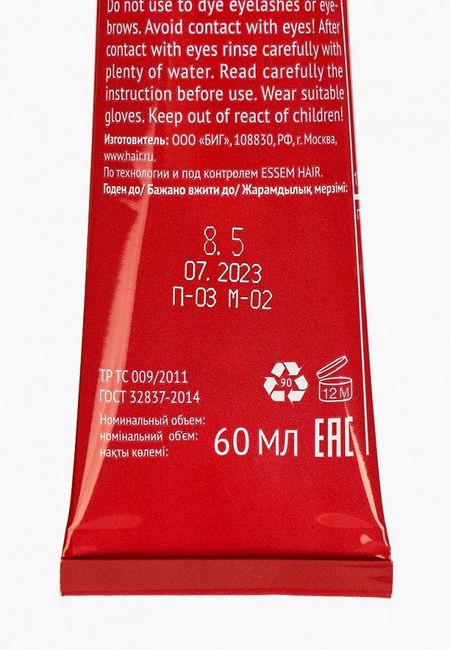 Do not use to dye eyelashes or eye-
brows. Avoid contact with eyes! After
contact with eyes rinse carefully with
plenty of water. Read carefully the
instruction before use. Wear suitable
gloves. Keep out of react of children!
Изготовитель: ООО «БИГ», 108830, РФ, г. Москва,
www.hair.ru.
По технологии и под контролем ESSEM HAIR.
Годен до/ Бажано вжити до/ Жарамдылық мерзімі:
8.5
07. 2023
П-03 М-02
ТР ТС 009/2011
ГОСТ 32837-2014
90
12 M
Номинальный объем:
номінальний об'єм:
нақты көлемі:
60 МЛ
EAC